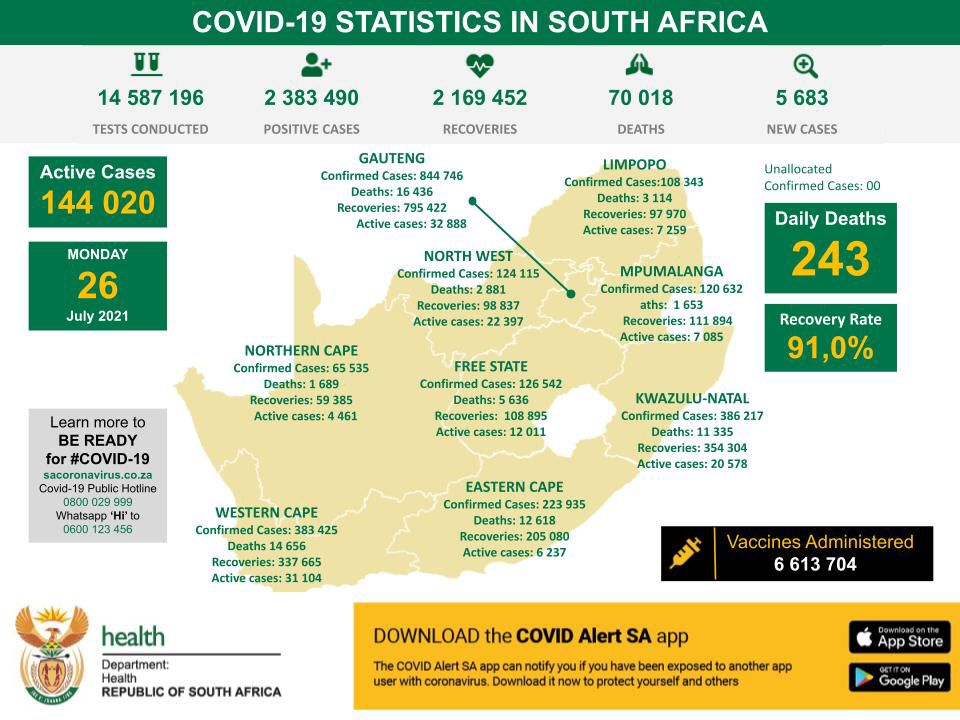 COVID-19 STATISTICS IN SOUTH AFRICA
14 587 196
TESTS CONDUCTED
2 383 490
POSITIVE CASES
2 169 452
RECOVERIES
70 018
DEATHS
5 683
NEW CASES
Active Cases
144 020
MONDAY
26
July 2021
GAUTENG
Confirmed Cases: 844 746
Deaths: 16 436
Recoveries: 795 422
Active cases: 32 888
LIMPOPO
Confirmed Cases:108 343
Deaths: 3 114
Recoveries: 97 970
Active cases: 7 259
Unallocated
Confirmed Cases: 00
Daily Deaths
243
Recovery Rate
91,0%
NORTH WEST
Confirmed Cases: 124 115
Deaths: 2 881
Recoveries: 98 837
Active cases: 22 397
MPUMALANGA
Confirmed Cases: 120 632
aths: 1 653
Recoveries: 111 894
Active cases: 7 085
NORTHERN CAPE
Confirmed Cases: 65 535
Deaths: 1 689
Recoveries: 59 385
Active cases: 4 461
FREE STATE
Confirmed Cases: 126 542
Deaths: 5 636
Recoveries: 108 895
Active cases: 12 011
KWAZULU-NATAL
Confirmed Cases: 386 217
Deaths: 11 335
Recoveries: 354 304
Active cases: 20 578
Learn more to
BE READY
for #COVID-19
sacoronavirus.co.za
Covid-19 Public Hotline
0800 029 999
Whatsapp ‘Hi’ to
0600 123 456
WESTERN CAPE
Confirmed Cases: 383 425
Deaths 14 656
Recoveries: 337 665
Active cases: 31 104
EASTERN CAPE
Confirmed Cases: 223 935
Deaths: 12 618
Recoveries: 205 080
Active cases: 6 237
Vaccines Administered
6 613 704
health
Department:
Health
REPUBLIC OF SOUTH AFRICA
DOWNLOAD the COVID Alert SA app
The COVID Alert SA app can notify you if you have been exposed to another app
user with coronavirus. Download it now to protect yourself and others
Download on the
App Store
GET IT ON
Google Play